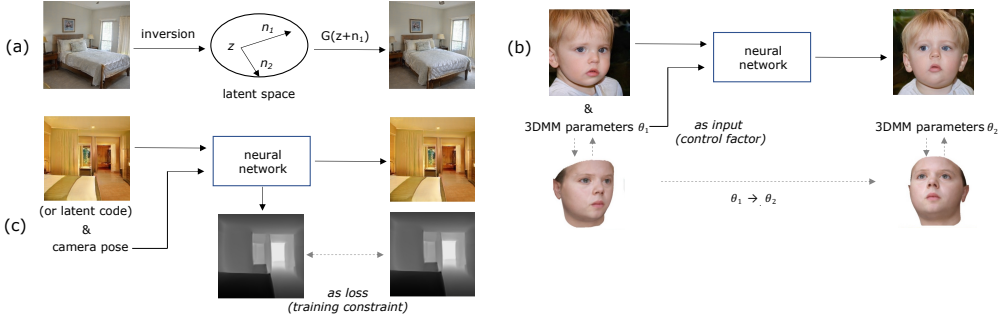 (a)
inversion
z
n₁
n₂
latent space
G(z+n₁)
(b)
&
3DMM parameters θ₁
neural
network
as input
(control factor)
3DMM parameters θ₂
θ₁ → θ₂
(c)
(or latent code)
&
camera pose
neural
network
as loss
(training constraint)